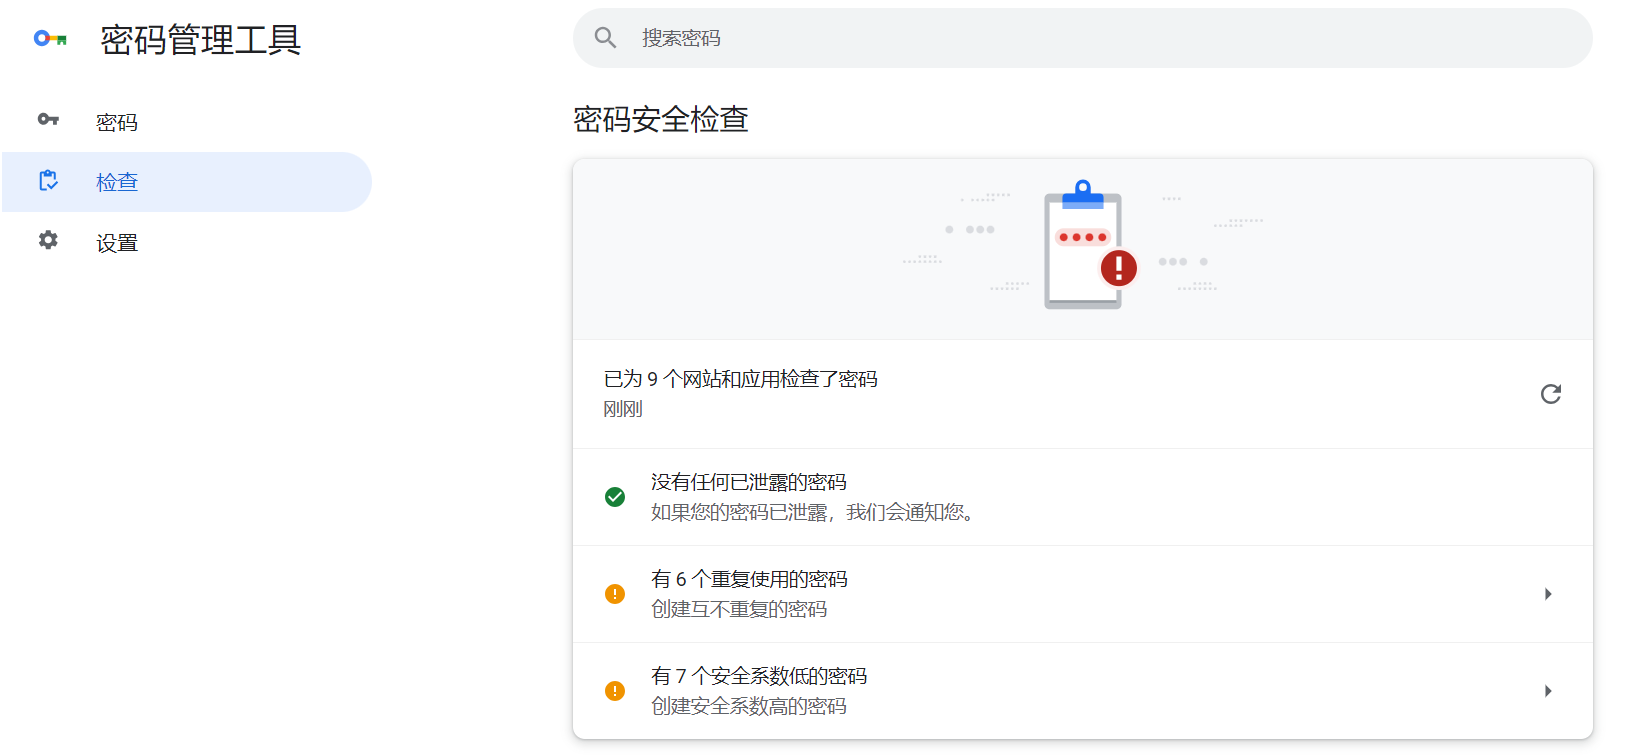 密码管理工具
搜索密码
密码
检查
设置
密码安全检查
已为 9 个网站和应用检查了密码
刚刚
没有任何已泄露的密码
如果您的密码已泄露，我们会通知您。
有 6 个重复使用的密码
创建互不重复的密码
有 7 个安全系数低的密码
创建安全系数高的密码